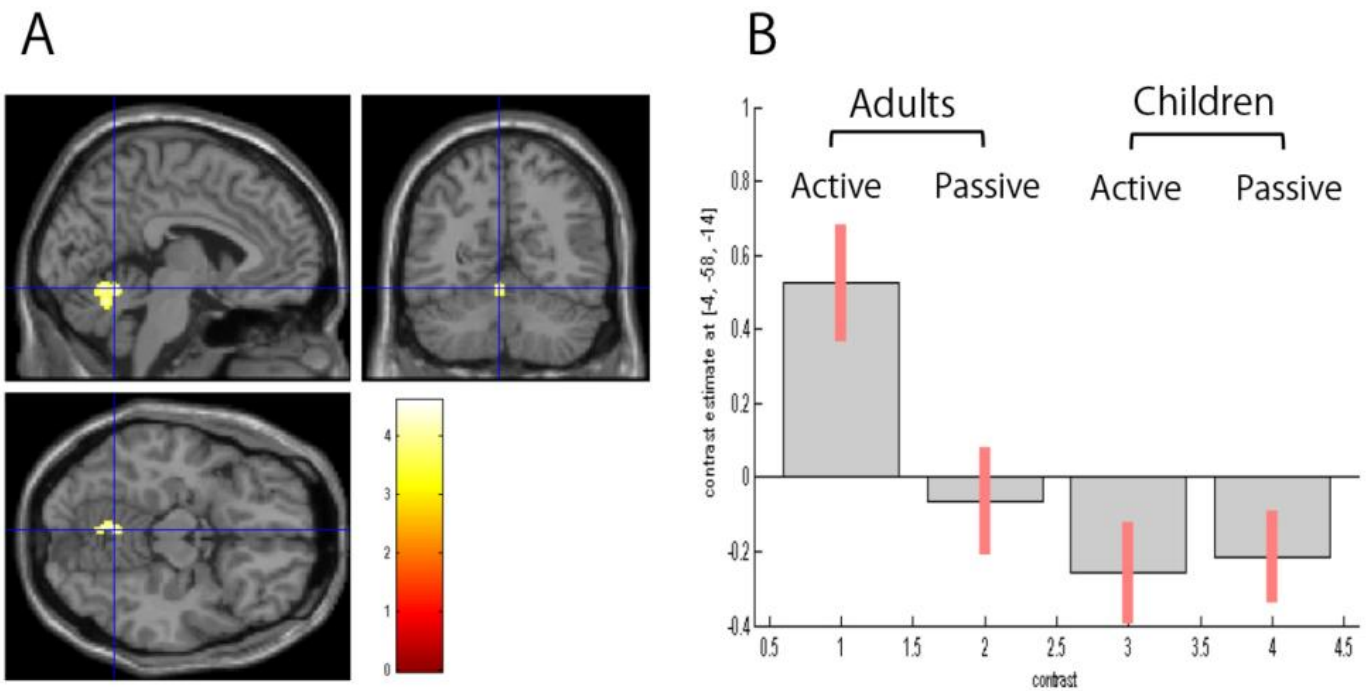 A
B
4
3
2
1
0
Adults Children
Active Passive Active Passive
contrast estimate at [-4, -58, -14]
1
0.8
0.6
0.4
0.2
0
-0.2
-0.4
0.5 1 1.5 2 2.5 3 3.5 4 4.5
contrast